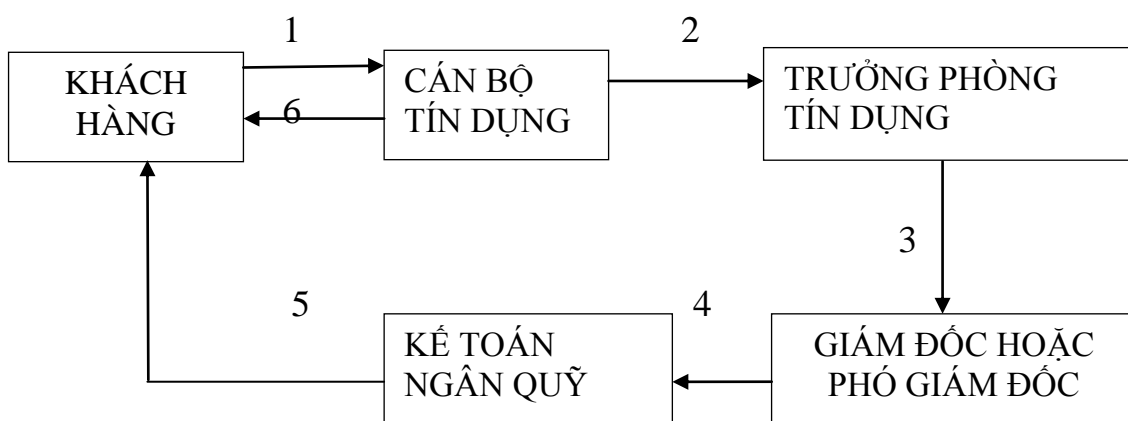 1
2
KHÁCH
HÀNG
6
CÁN BỘ
TÍN DỤNG
TRƯỞNG PHÒNG
TÍN DỤNG
3
5
4
KẾ TOÁN
NGÂN QUỸ
GIÁM ĐỐC HOẶC
PHÓ GIÁM ĐỐC